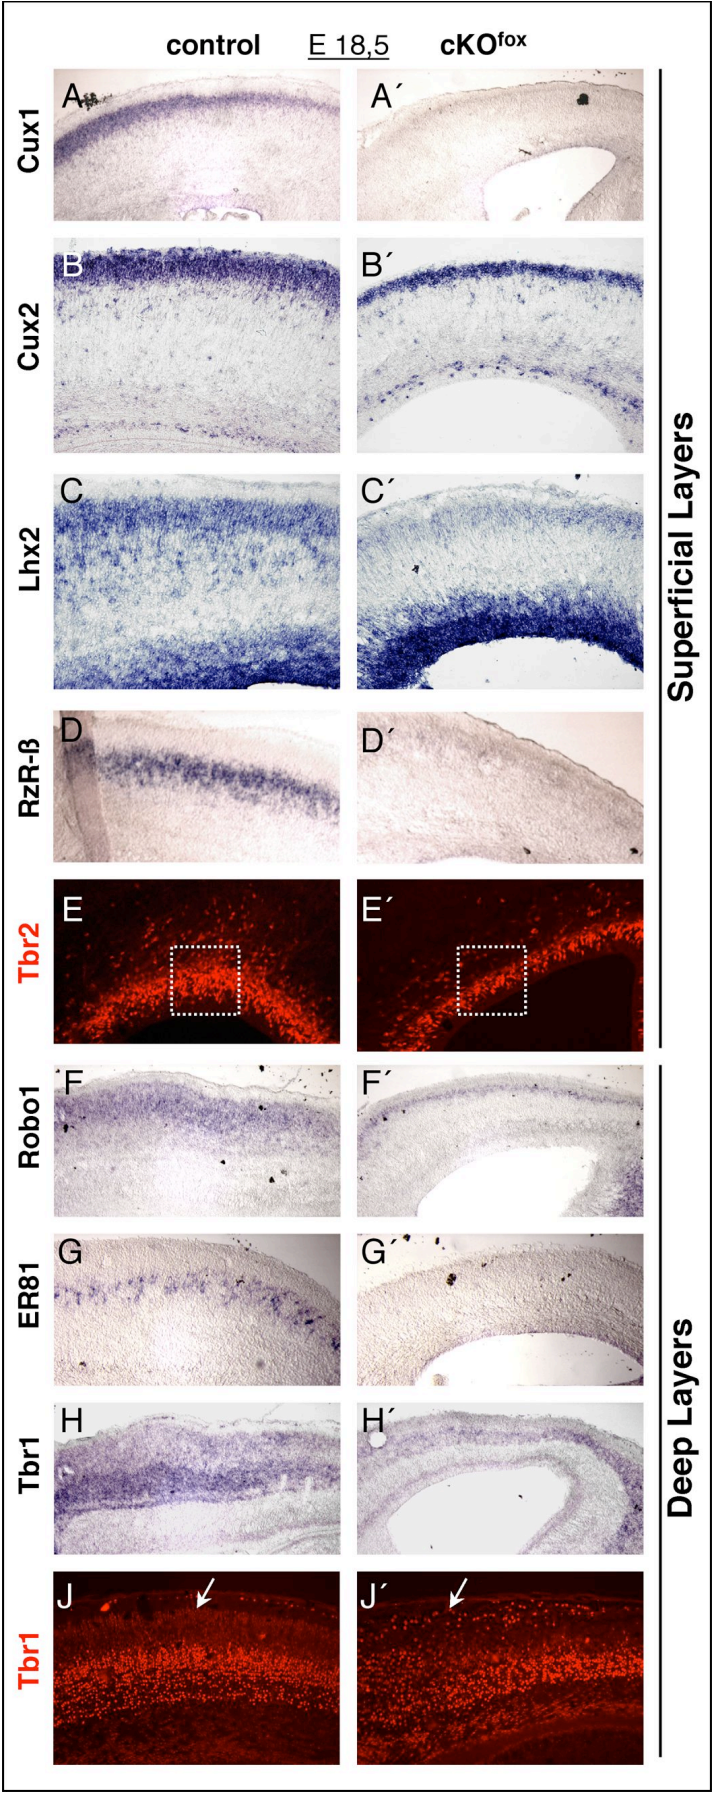 control E 18,5 cKOfox
Cux1 A A´
Cux2 B B´
Lhx2 C C´
RzR-ß D D´
Tbr2 E E´
Superficial Layers
Robo1 F F´
ER81 G G´
Tbr1 H H´
Tbr1 J J´
Deep Layers